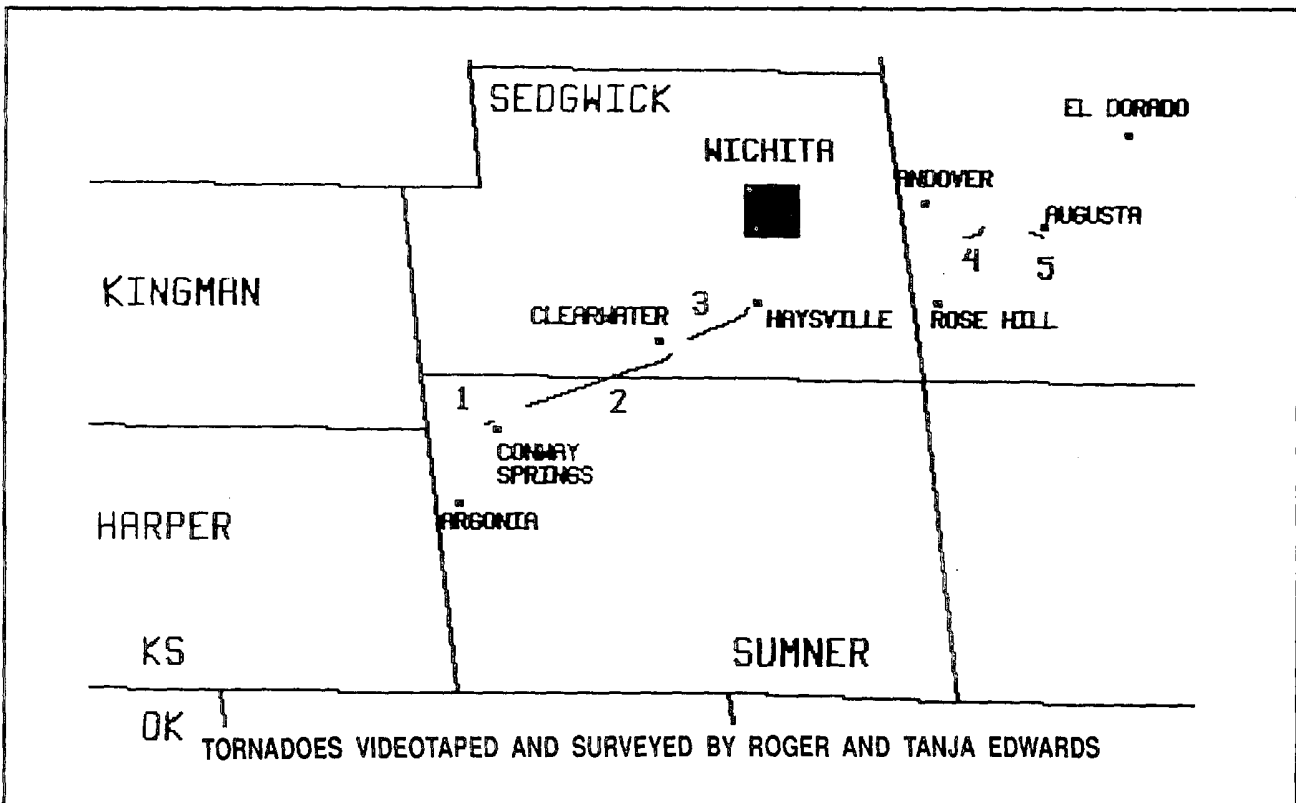 SEDGWICK
EL DORADO
WICHITA
ANDOVER
AUGUSTA
4
5
KINGMAN
3
CLEARWATER
HAYSVILLE
ROSE HILL
1
2
CONWAY
SPRINGS
ARGONIA
HARPER
KS
SUMNER
OK
TORNADOES VIDEOTAPED AND SURVEYED BY ROGER AND TANJA EDWARDS